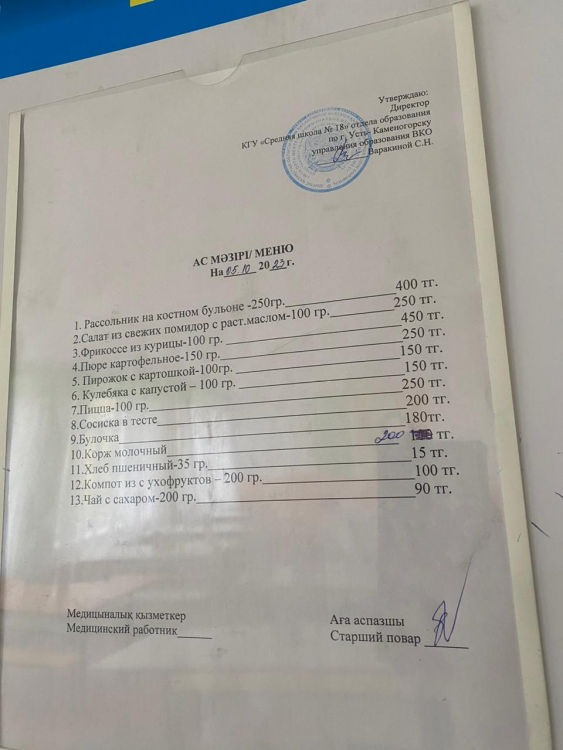 Утверждаю:
Директор
КГУ «Средняя школа № 18» отдела образования
по г. Усть- Каменогорску
управления образования ВКО
Варакиной С.Н.
АС МӘЗІРІ/ МЕНЮ
На 05.10 2023г.
1. Рассольник на костном бульоне -250гр. 400 тг.
2.Салат из свежих помидор с раст.маслом-100 гр. 250 тг.
3.Фрикоссе из курицы-100 гр. 450 тг.
4.Пюре картофельное-150 гр. 250 тг.
5. Пирожок с картошкой-100гр. 150 тг.
6. Кулебяка с капустой – 100 гр. 150 тг.
7.Пицца-100 гр. 250 тг.
8.Сосиска в тесте 200 тг.
9.Булочка 180тг.
10.Корж молочный 200 тг.
11.Хлеб пшеничный-35 гр. 15 тг.
12.Компот из с ухофруктов – 200 гр. 100 тг.
13.Чай с сахаром-200 гр. 90 тг.
Медициналық қызметкер
Медицинский работник
Аға аспазшы
Старший повар